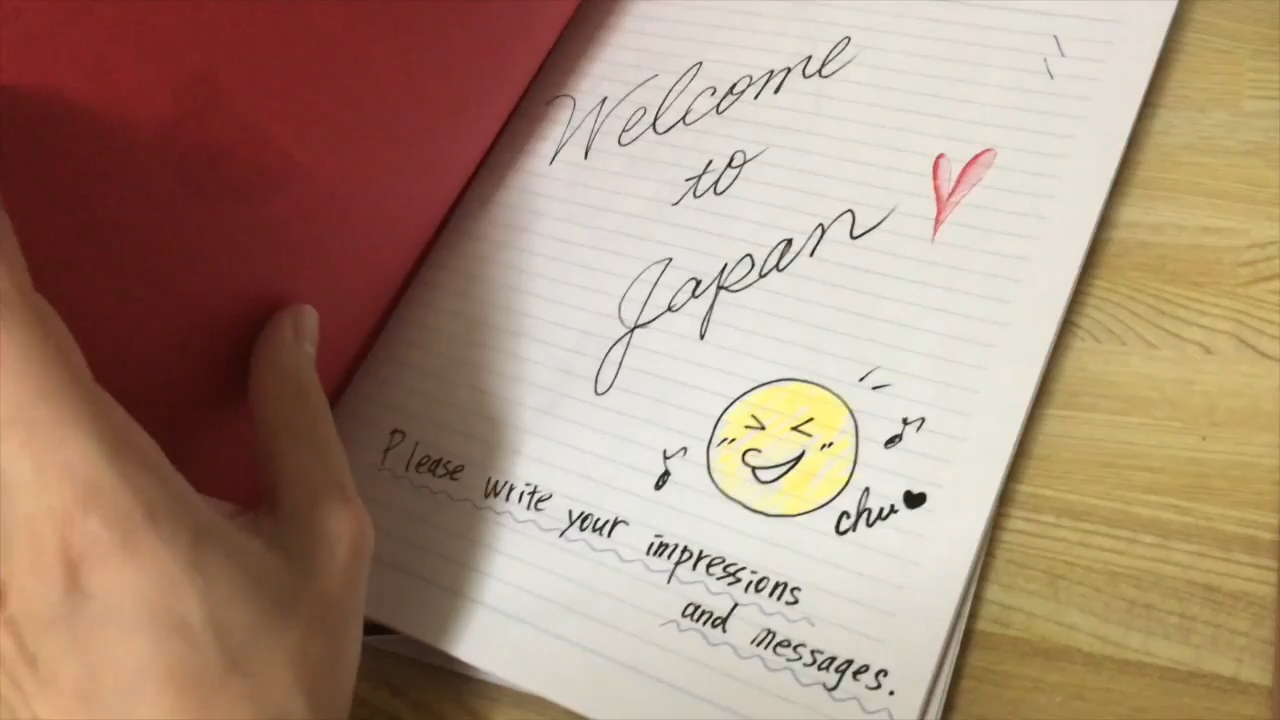 Welcome
to
Japan
chu
Please write your impressions
and messages.